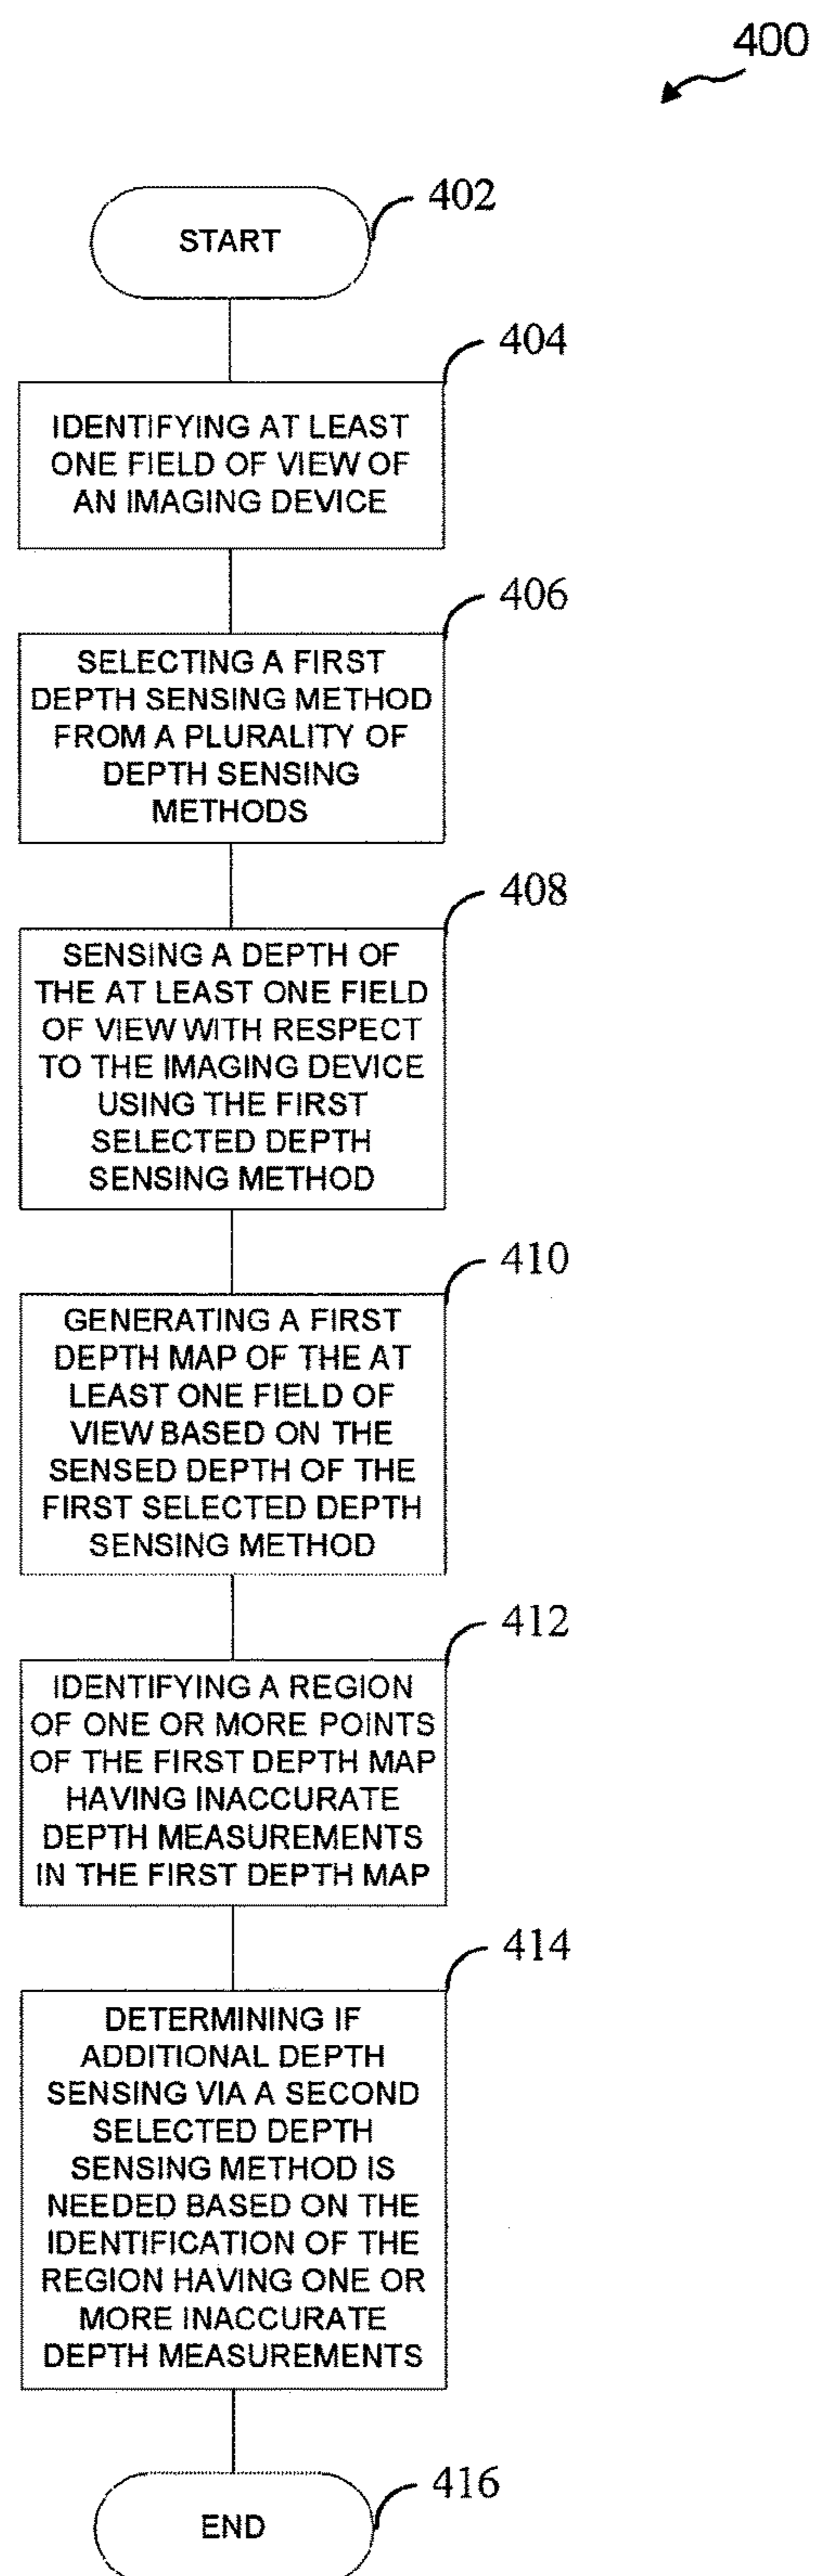 400
402
START
404
IDENTIFYING AT LEAST
ONE FIELD OF VIEW OF
AN IMAGING DEVICE
406
SELECTING A FIRST
DEPTH SENSING METHOD
FROM A PLURALITY OF
DEPTH SENSING
METHODS
408
SENSING A DEPTH OF
THE AT LEAST ONE FIELD
OF VIEW WITH RESPECT
TO THE IMAGING DEVICE
USING THE FIRST
SELECTED DEPTH
SENSING METHOD
410
GENERATING A FIRST
DEPTH MAP OF THE AT
LEAST ONE FIELD OF
VIEW BASED ON THE
SENSED DEPTH OF THE
FIRST SELECTED DEPTH
SENSING METHOD
412
IDENTIFYING A REGION
OF ONE OR MORE POINTS
OF THE FIRST DEPTH MAP
HAVING INACCURATE
DEPTH MEASUREMENTS
IN THE FIRST DEPTH MAP
414
DETERMINING IF
ADDITIONAL DEPTH
SENSING VIA A SECOND
SELECTED DEPTH
SENSING METHOD IS
NEEDED BASED ON THE
IDENTIFICATION OF THE
REGION HAVING ONE OR
MORE INACCURATE
DEPTH MEASUREMENTS
416
END